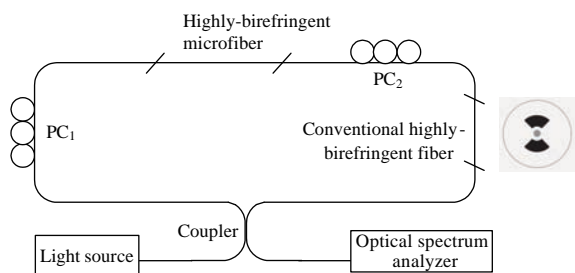 Highly-birefringent
microfiber
PC2
PC1
Conventional highly-
birefringent fiber
Coupler
Light source
Optical spectrum
analyzer